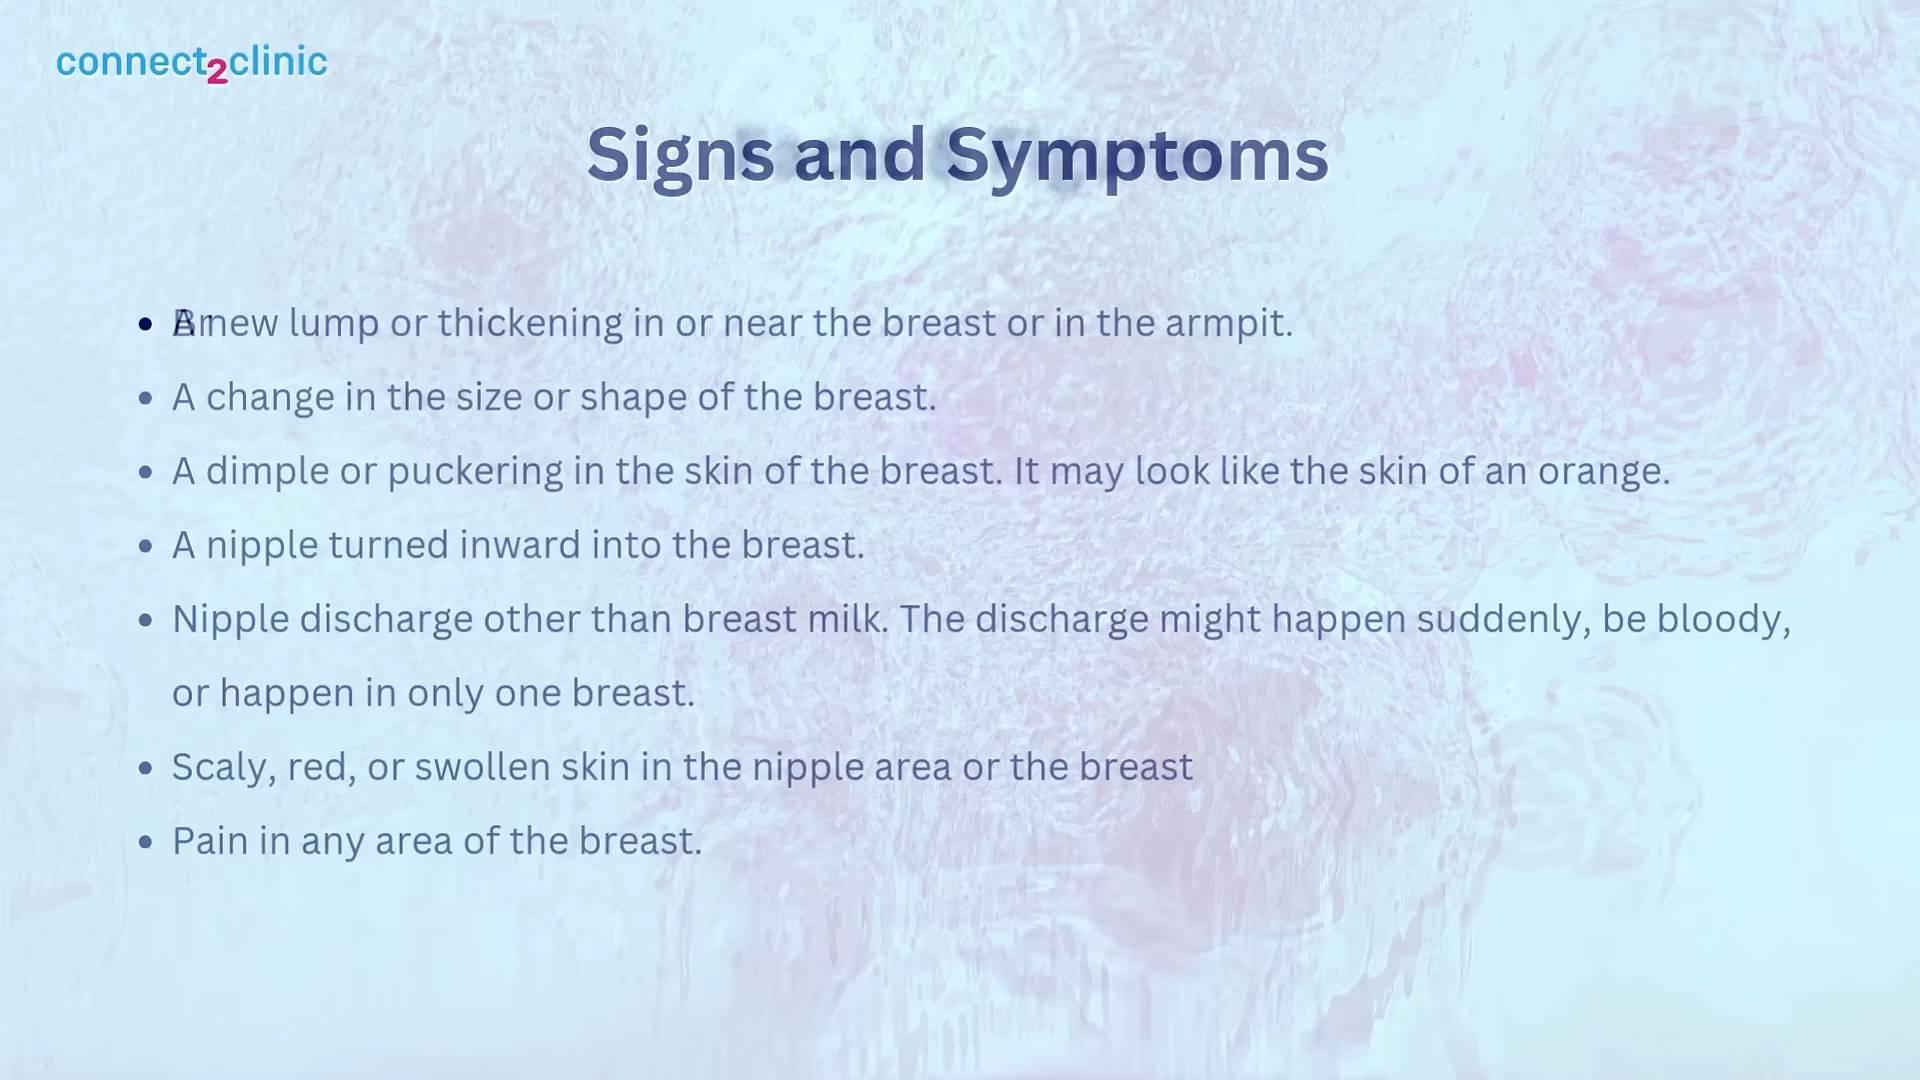 connect2clinic
Signs and Symptoms
• A new lump or thickening in or near the breast or in the armpit.
• A change in the size or shape of the breast.
• A dimple or puckering in the skin of the breast. It may look like the skin of an orange.
• A nipple turned inward into the breast.
• Nipple discharge other than breast milk. The discharge might happen suddenly, be bloody,
or happen in only one breast.
• Scaly, red, or swollen skin in the nipple area or the breast
• Pain in any area of the breast.